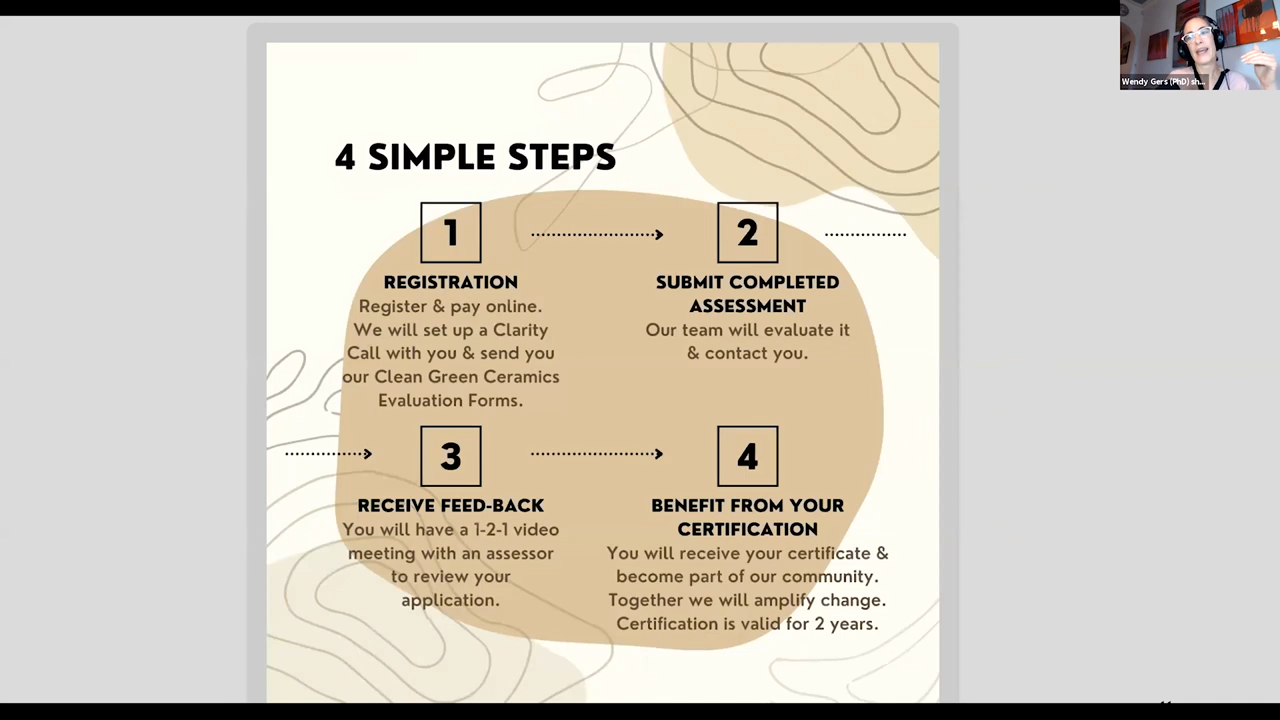 Wendy Gers (PhD) sh...
4 SIMPLE STEPS
1
REGISTRATION
Register & pay online.
We will set up a Clarity
Call with you & send you
our Clean Green Ceramics
Evaluation Forms.
2
SUBMIT COMPLETED
ASSESSMENT
Our team will evaluate it
& contact you.
3
RECEIVE FEED-BACK
You will have a 1-2-1 video
meeting with an assessor
to review your
application.
4
BENEFIT FROM YOUR
CERTIFICATION
You will receive your certificate &
become part of our community.
Together we will amplify change.
Certification is valid for 2 years.